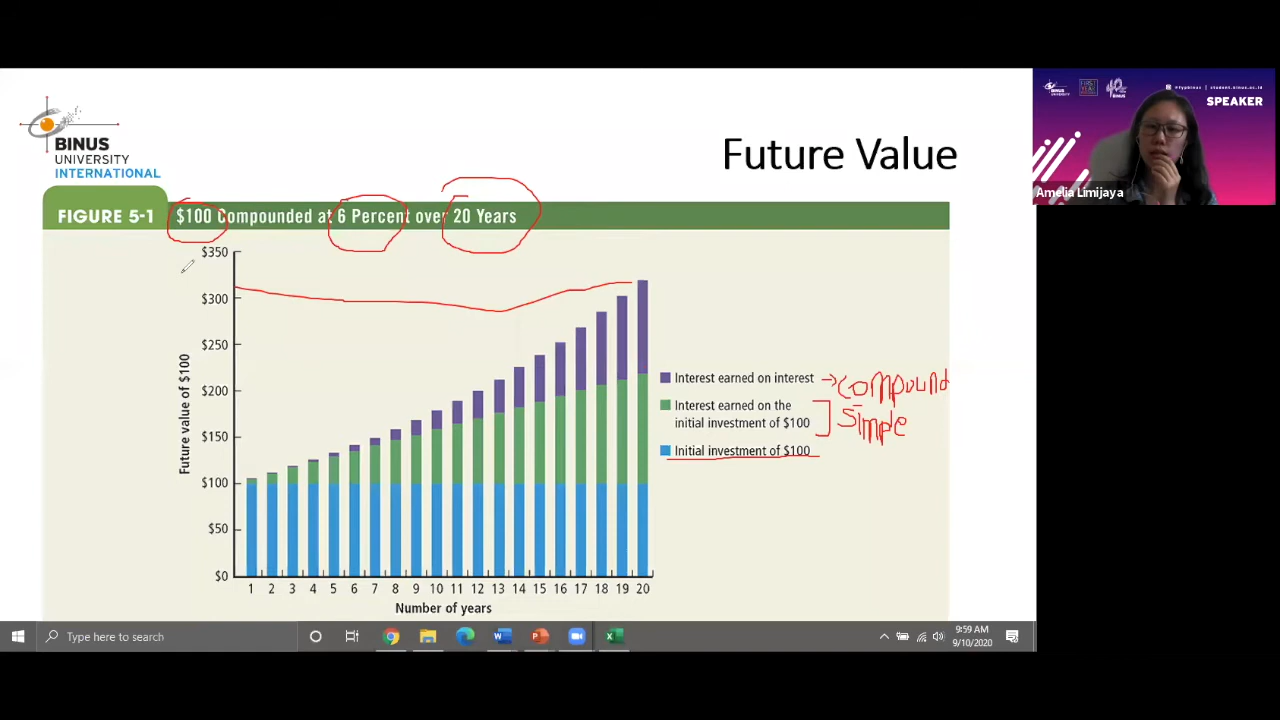 BINUS
UNIVERSITY
INTERNATIONAL
Future Value
FIGURE 5-1 $100 Compounded at 6 Percent over 20 Years
$350
$300
$250
$200
$150
$100
$50
$0
Future value of $100
1 2 3 4 5 6 7 8 9 10 11 12 13 14 15 16 17 18 19 20
Number of years
Interest earned on interest → compound
Interest earned on the
initial investment of $100
simple
Initial investment of $100
SPEAKER
Amelia Limijaya
Type here to search
9:59 AM
9/10/2020